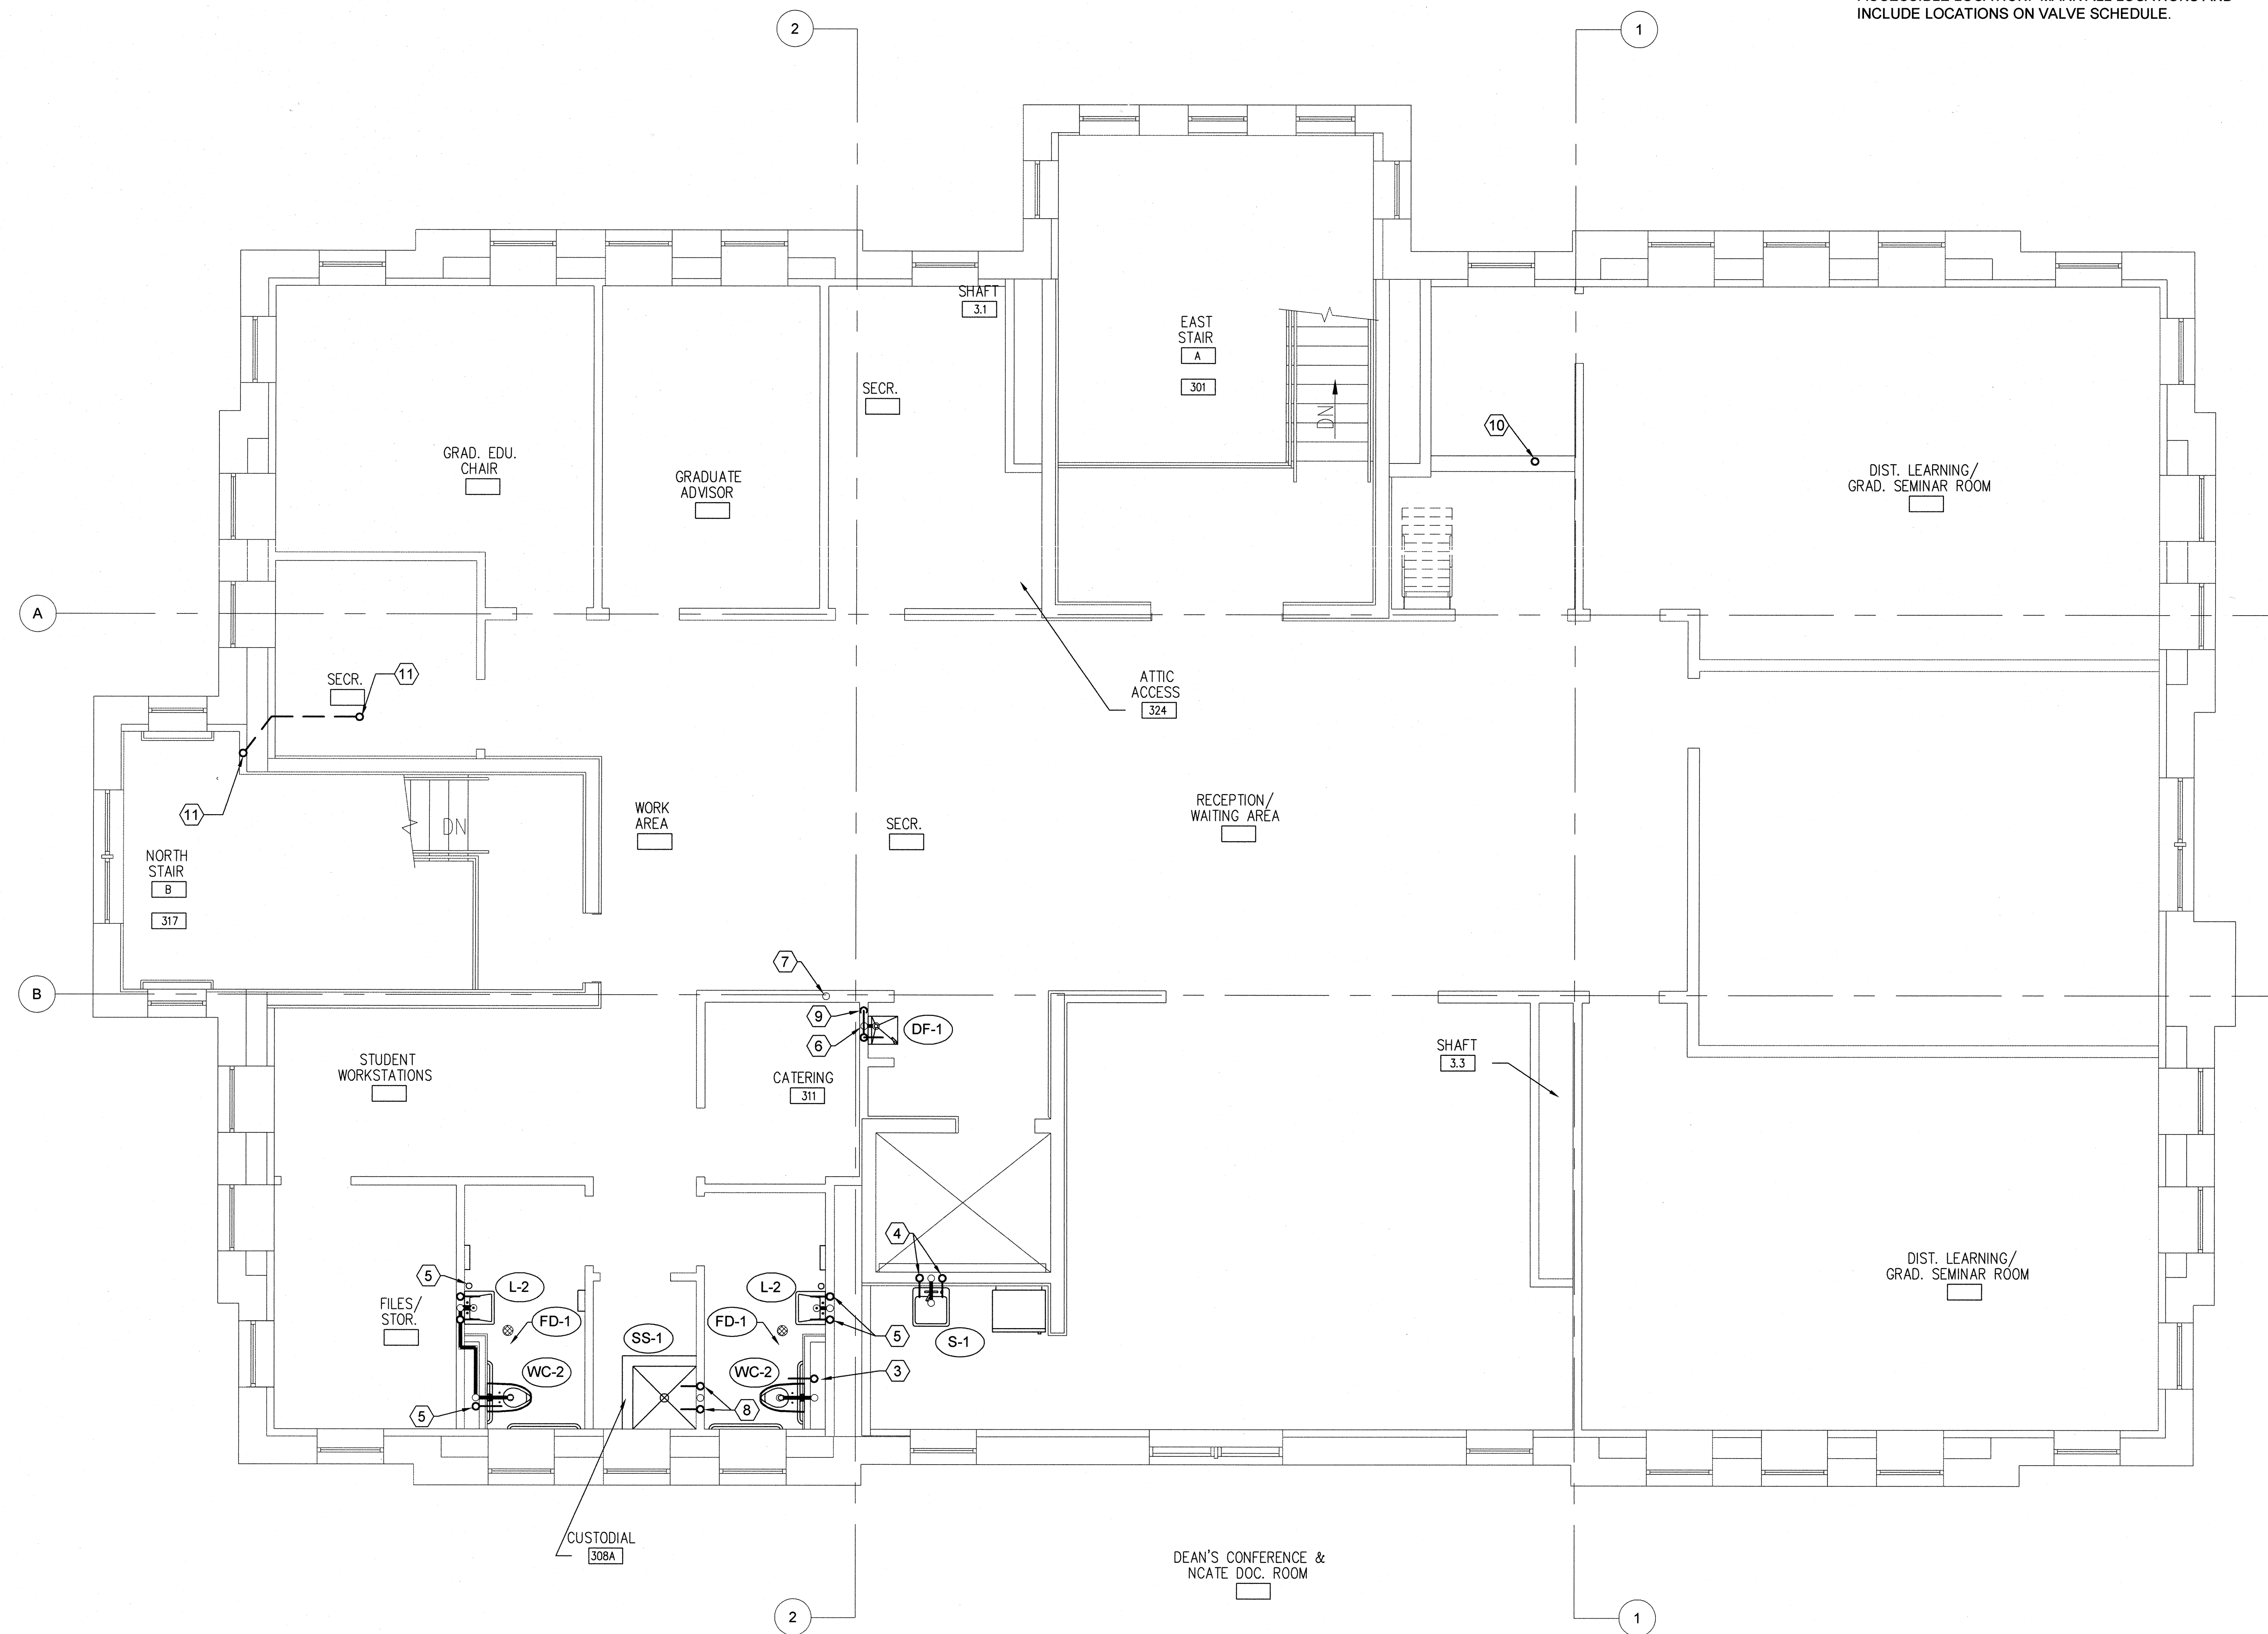 INCLUDE LOCATIONS ON VALVE SCHEDULE.
2
1
SHAFT
3.1
EAST
STAIR
A
301
SECR.
DN
10
GRAD. EDU.
CHAIR
GRADUATE
ADVISOR
DIST. LEARNING/
GRAD. SEMINAR ROOM
A
SECR.
11
ATTIC
ACCESS
324
11
WORK
AREA
DN
SECR.
RECEPTION/
WAITING AREA
NORTH
STAIR
B
317
7
B
9
6
DF-1
STUDENT
WORKSTATIONS
CATERING
311
SHAFT
3.3
4
5
L-2
L-2
FILES/
STOR.
FD-1
FD-1
SS-1
5
S-1
WC-2
WC-2
3
5
8
DIST. LEARNING/
GRAD. SEMINAR ROOM
CUSTODIAL
308A
DEAN'S CONFERENCE &
NCATE DOC. ROOM
2
1